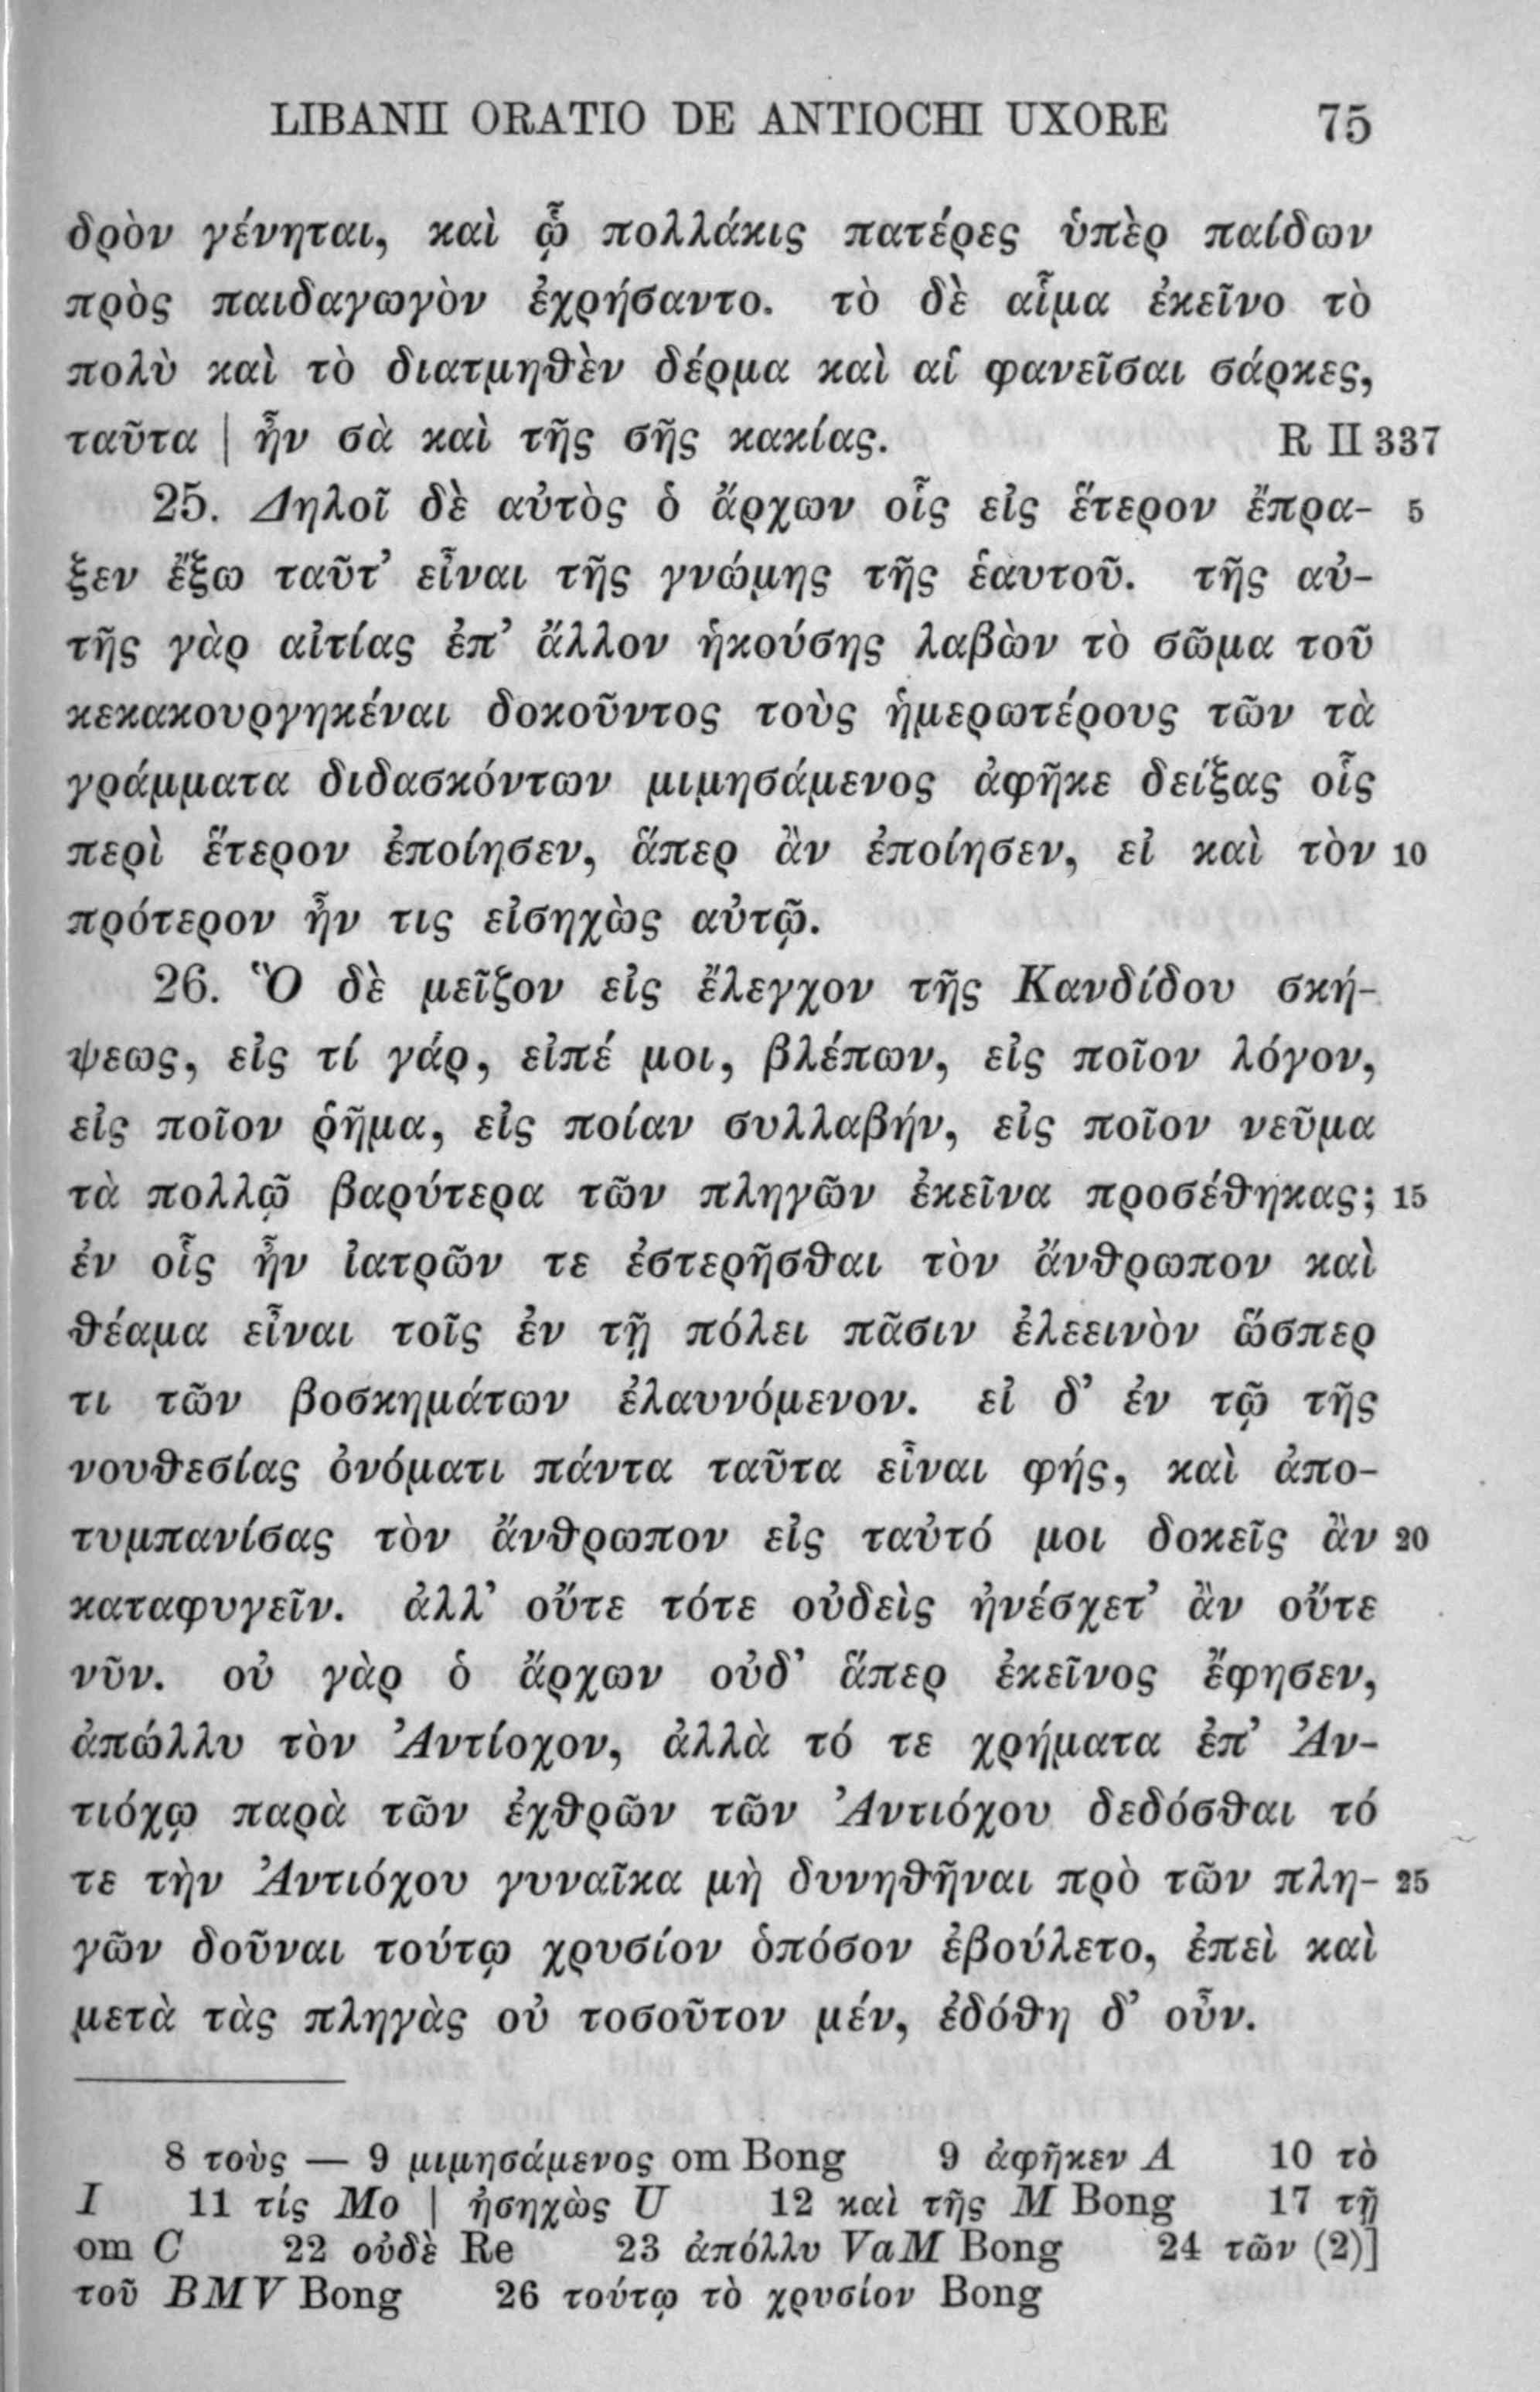 LIBANII ORATIO DE ANTIOCHI UXORE 75
δρὸν γένηται, καὶ ᾧ πολλάκις πατέρες ὑπὲρ παίδων
πρὸς παιδαγωγὸν ἐχρήσαντο. τὸ δὲ αἷμα ἐκεῖνο τὸ
πολὺ καὶ τὸ διατμηθὲν δέρμα καὶ αἱ φανεῖσαι σάρκες,
ταῦτα | ἦν σὰ καὶ τῆς σῆς κακίας. R II 337
25. Δηλοῖ δὲ αὐτὸς ὁ ἄρχων οἷς εἰς ἕτερον ἔπρα- 5
ξεν ἔξω ταῦτ’ εἶναι τῆς γνώμης τῆς ἑαυτοῦ. τῆς αὐ-
τῆς γὰρ αἰτίας ἐπ’ ἄλλον ἡκούσης λαβὼν τὸ σῶμα τοῦ
κεκακουργηκέναι δοκοῦντος τοὺς ἡμερωτέρους τῶν τὰ
γράμματα διδασκόντων μιμησάμενος ἀφῆκε δείξας οἷς
περὶ ἕτερον ἐποίησεν, ἅπερ ἂν ἐποίησεν, εἰ καὶ τὸν 10
πρότερον ἦν τις εἰσηχὼς αὐτῷ.
26. Ὃ δὲ μεῖζον εἰς ἔλεγχον τῆς Κανδίδου σκή-
ψεως, εἰς τί γάρ, εἰπέ μοι, βλέπων, εἰς ποῖον λόγον,
εἰς ποῖον ῥῆμα, εἰς ποίαν συλλαβήν, εἰς ποῖον νεῦμα
τὰ πολλῷ βαρύτερα τῶν πληγῶν ἐκεῖνα προσέθηκας; 15
ἐν οἷς ἦν ἰατρῶν τε ἐστερῆσθαι τὸν ἄνθρωπον καὶ
θέαμα εἶναι τοῖς ἐν τῇ πόλει πᾶσιν ἐλεεινὸν ὥσπερ
τι τῶν βοσκημάτων ἐλαυνόμενον. εἰ δ’ ἐν τῷ τῆς
νουθεσίας ὀνόματι πάντα ταῦτα εἶναι φής, καὶ ἀπο-
τυμπανίσας τὸν ἄνθρωπον εἰς ταὐτό μοι δοκεῖς ἂν 20
καταφυγεῖν. ἀλλ’ οὔτε τότε οὐδεὶς ἠνέσχετ’ ἂν οὔτε
νῦν. οὐ γὰρ ὁ ἄρχων οὐδ’ ἅπερ ἐκεῖνος ἔφησεν,
ἀπώλλυ τὸν Ἀντίοχον, ἀλλὰ τό τε χρήματα ἐπ’ Ἀν-
τιόχῳ παρὰ τῶν ἐχθρῶν τῶν Ἀντιόχου δεδόσθαι τό
τε τὴν Ἀντιόχου γυναῖκα μὴ δυνηθῆναι πρὸ τῶν πλη- 25
γῶν δοῦναι τούτῳ χρυσίον ὁπόσον ἐβούλετο, ἐπεὶ καὶ
μετὰ τὰς πληγὰς οὐ τοσοῦτον μέν, ἐδόθη δ’ οὖν.
8 τοὺς — 9 μιμησάμενος om Bong 9 ἀφῆκεν A 10 τὸ
I 11 τίς Mo | ἡσηχὼς U 12 καὶ τῆς M Bong 17 τῇ
om C 22 οὐδὲ Re 23 ἀπόλλυ VaM Bong 24 τῶν (2)]
τοῦ BMV Bong 26 τούτῳ τὸ χρυσίον Bong